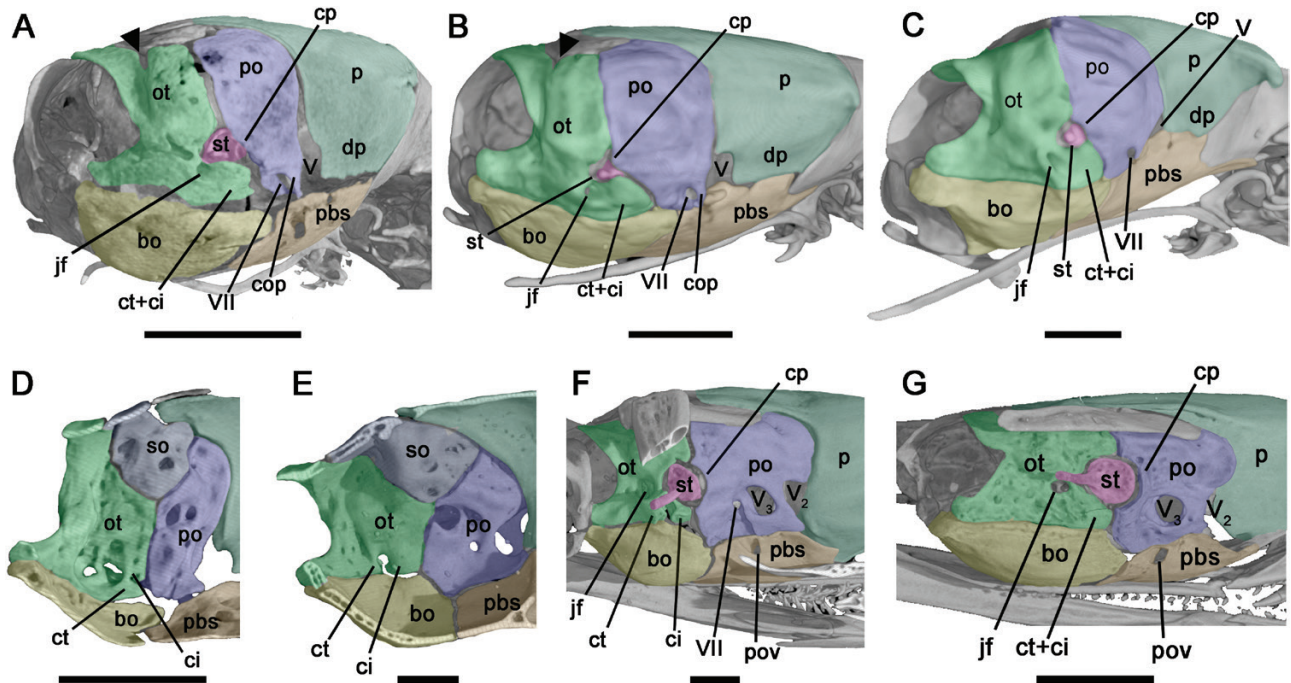 A
cp
po
p
ot
st
dp
V
bo
pbs
jf
ct+ci
VII
cop
B
cp
po
p
ot
dp
V
bo
pbs
st
jf
ct+ci
VII
cop
C
V
cp
po
p
ot
dp
bo
pbs
jf
st
ct+ci
VII
D
so
ot
po
bo
pbs
ct
ci
E
so
ot
po
bo
pbs
ct
ci
F
cp
ot
po
p
st
V3
V2
bo
pbs
jf
ct
ci
VII
pov
G
cp
ot
po
p
st
V3
V2
bo
pbs
jf
ct+ci
pov